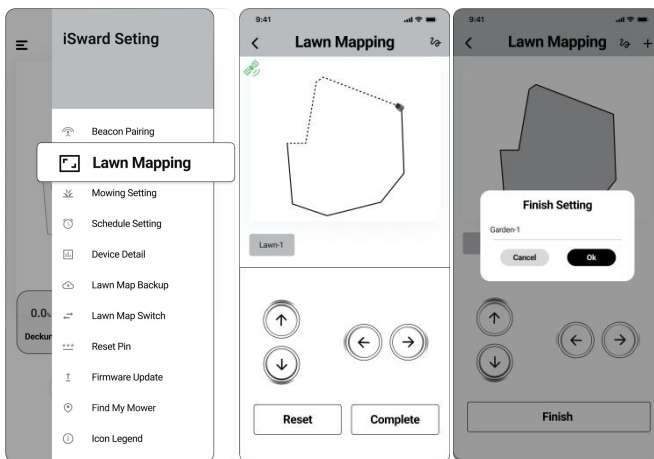 iSward Seting
Beacon Pairing
Lawn Mapping
Mowing Setting
Schedule Setting
Device Detail
Lawn Map Backup
Lawn Map Switch
Reset Pin
Firmware Update
Find My Mower
Icon Legend
0.0
Deckun
9:41
Lawn Mapping
Lawn-1
Reset Complete
9:41
Lawn Mapping
Finish Setting
Garden-1
Cancel Ok
Finish